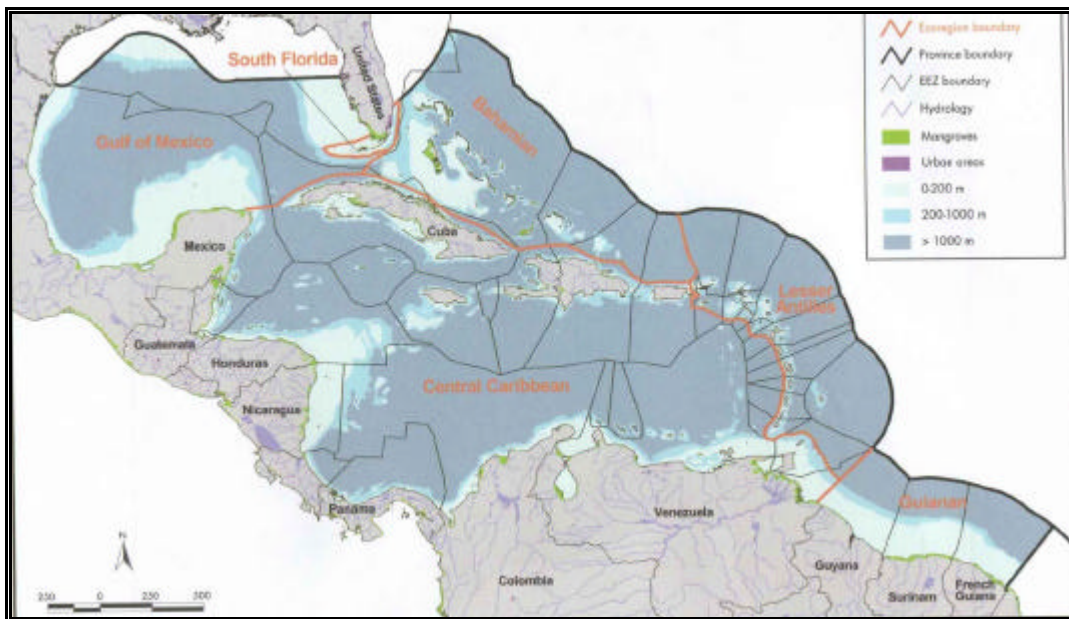 Ecoregion boundary
Province boundary
EEZ boundary
Hydrology
Mangroves
Urban areas
0-200 m
200-1000 m
> 1000 m
South Florida
United States
Gulf of Mexico
Bahamian
Mexico
Cuba
Lesser
Antilles
Guatemala
Honduras
Central Caribbean
Nicaragua
Panama
Venezuela
Guianan
Colombia
Guyana
Surinam
French
Guiana
N
250 0 250 500